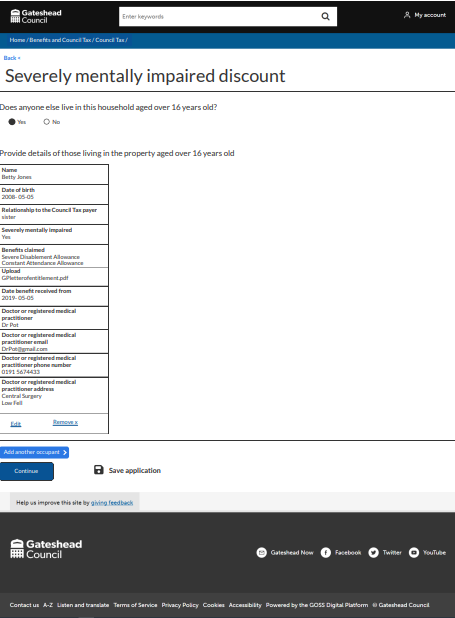 Gateshead
Council
Enter keywords
My account
Home / Benefits and Council Tax / Council Tax /
Back
Severely mentally impaired discount
Does anyone else live in this household aged over 16 years old?
Yes
No
Provide details of those living in the property aged over 16 years old
Name
Betty Jones
Date of birth
2008- 05-05
Relationship to the Council Tax payer
sister
Severely mentally impaired
Yes
Benefits claimed
Severe Disablement Allowance
Constant Attendance Allowance
Upload
GPletterofentitlement.pdf
Date benefit received from
2019- 05-05
Doctor or registered medical
practitioner
Dr Pot
Doctor or registered medical
practitioner email
DrPot@gmail.com
Doctor or registered medical
practitioner phone number
0191 5674433
Doctor or registered medical
practitioner address
Central Surgery
Low Fell
Edit
Remove x
Add another occupant
Continue
Save application
Help us improve this site by giving feedback
Gateshead
Council
Gateshead Now
Facebook
Twitter
YouTube
Contact us A-Z Listen and translate Terms of Service Privacy Policy Cookies Accessibility Powered by the GOSS Digital Platform © Gateshead Council